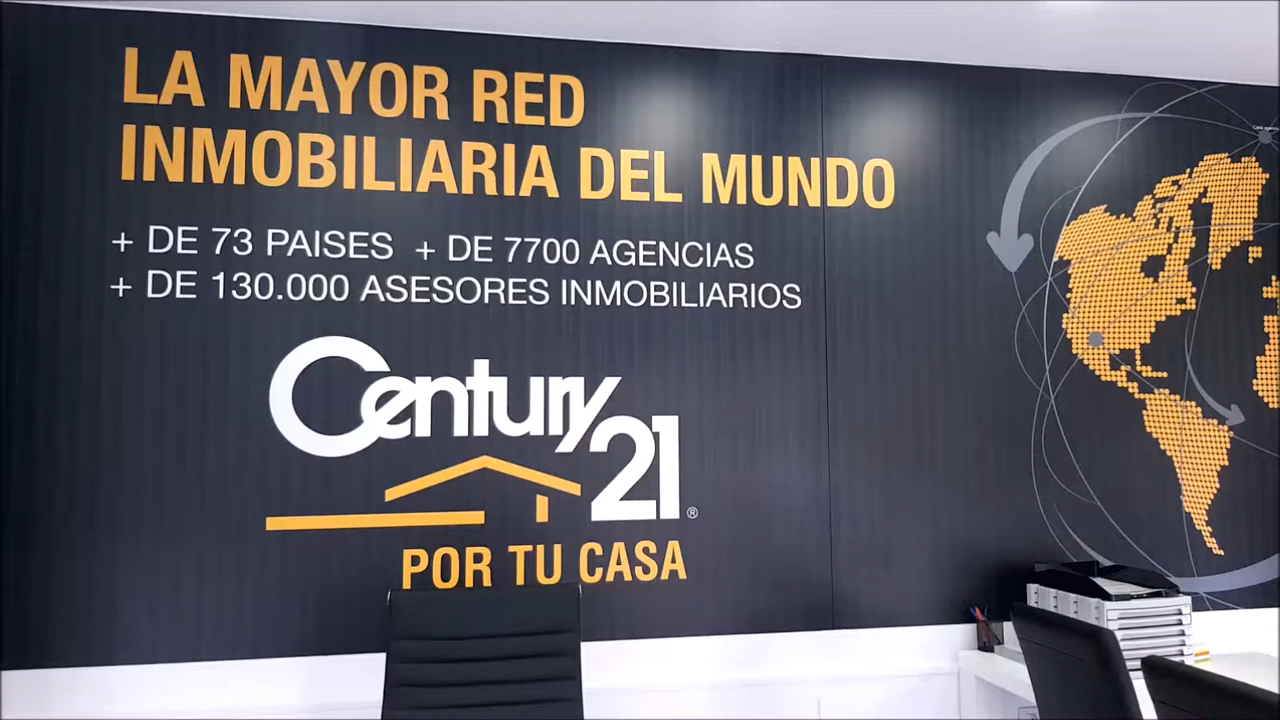 LA MAYOR RED
INMOBILIARIA DEL MUNDO
+ DE 73 PAISES + DE 7700 AGENCIAS
+ DE 130.000 ASESORES INMOBILIARIOS
Century
21®
POR TU CASA